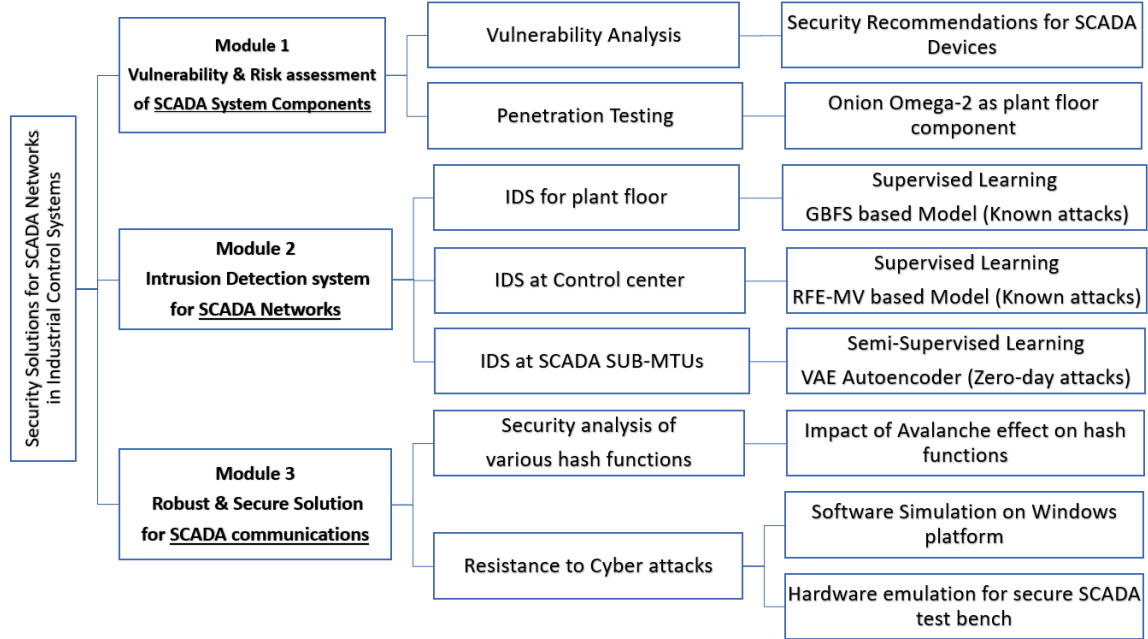 Security Solutions for SCADA Networks
in Industrial Control Systems
Module 1
Vulnerability & Risk assessment
of SCADA System Components
Vulnerability Analysis
Security Recommendations for SCADA
Devices
Penetration Testing
Onion Omega-2 as plant floor
component
Module 2
Intrusion Detection system
for SCADA Networks
IDS for plant floor
Supervised Learning
GBFS based Model (Known attacks)
IDS at Control center
Supervised Learning
RFE-MV based Model (Known attacks)
IDS at SCADA SUB-MTUs
Semi-Supervised Learning
VAE Autoencoder (Zero-day attacks)
Module 3
Robust & Secure Solution
for SCADA communications
Security analysis of
various hash functions
Impact of Avalanche effect on hash
functions
Resistance to Cyber attacks
Software Simulation on Windows
platform
Hardware emulation for secure SCADA
test bench